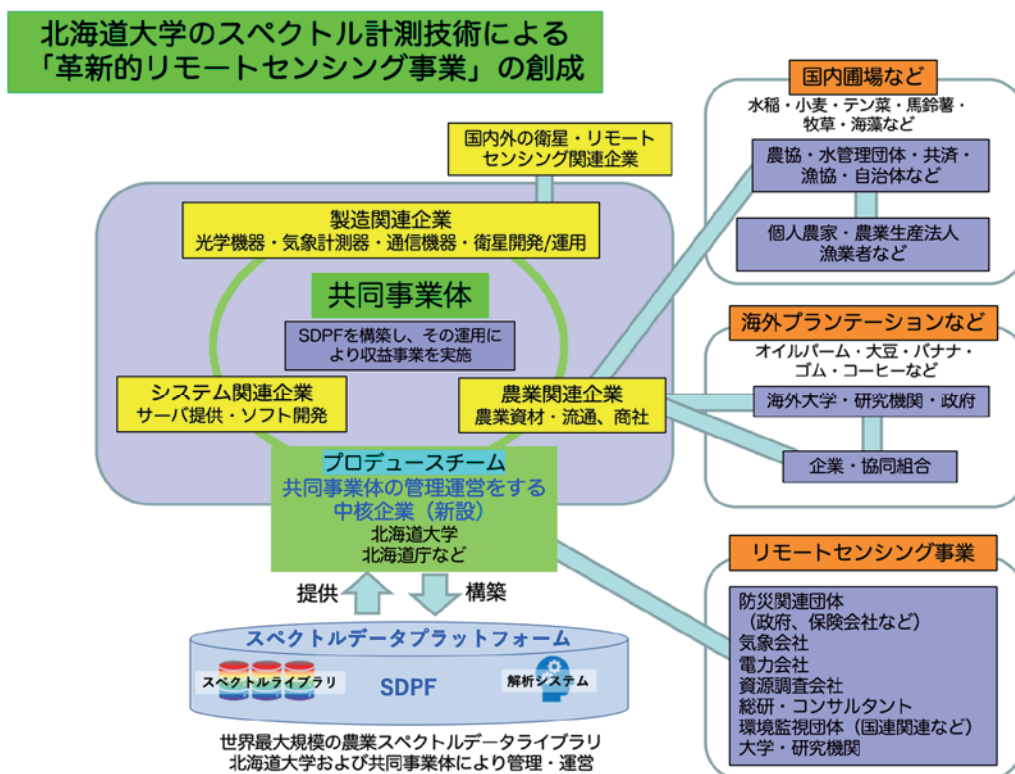 北海道大学のスペクトル計測技術による
「革新的リモートセンシング事業」の創成
国内外の衛星・リモート
センシング関連企業
製造関連企業
光学機器・気象計測器・通信機器・衛星開発/運用
共同事業体
SDPFを構築し、その運用に
より収益事業を実施
システム関連企業
サーバ提供・ソフト開発
農業関連企業
農業資材・流通、商社
プロデュースチーム
共同事業体の管理運営をする
中核企業（新設）
北海道大学
北海道庁など
提供
構築
スペクトルデータプラットフォーム
スペクトルライブラリ
SDPF
解析システム
世界最大規模の農業スペクトルデータライブラリ
北海道大学および共同事業体により管理・運営
国内圃場など
水稲・小麦・テン菜・馬鈴薯・
牧草・海藻など
農協・水管理団体・共済・
漁協・自治体など
個人農家・農業生産法人
漁業者など
海外プランテーションなど
オイルパーム・大豆・バナナ・
ゴム・コーヒーなど
海外大学・研究機関・政府
企業・協同組合
リモートセンシング事業
防災関連団体
（政府、保険会社など）
気象会社
電力会社
資源調査会社
総研・コンサルタント
環境監視団体（国連関連など）
大学・研究機関